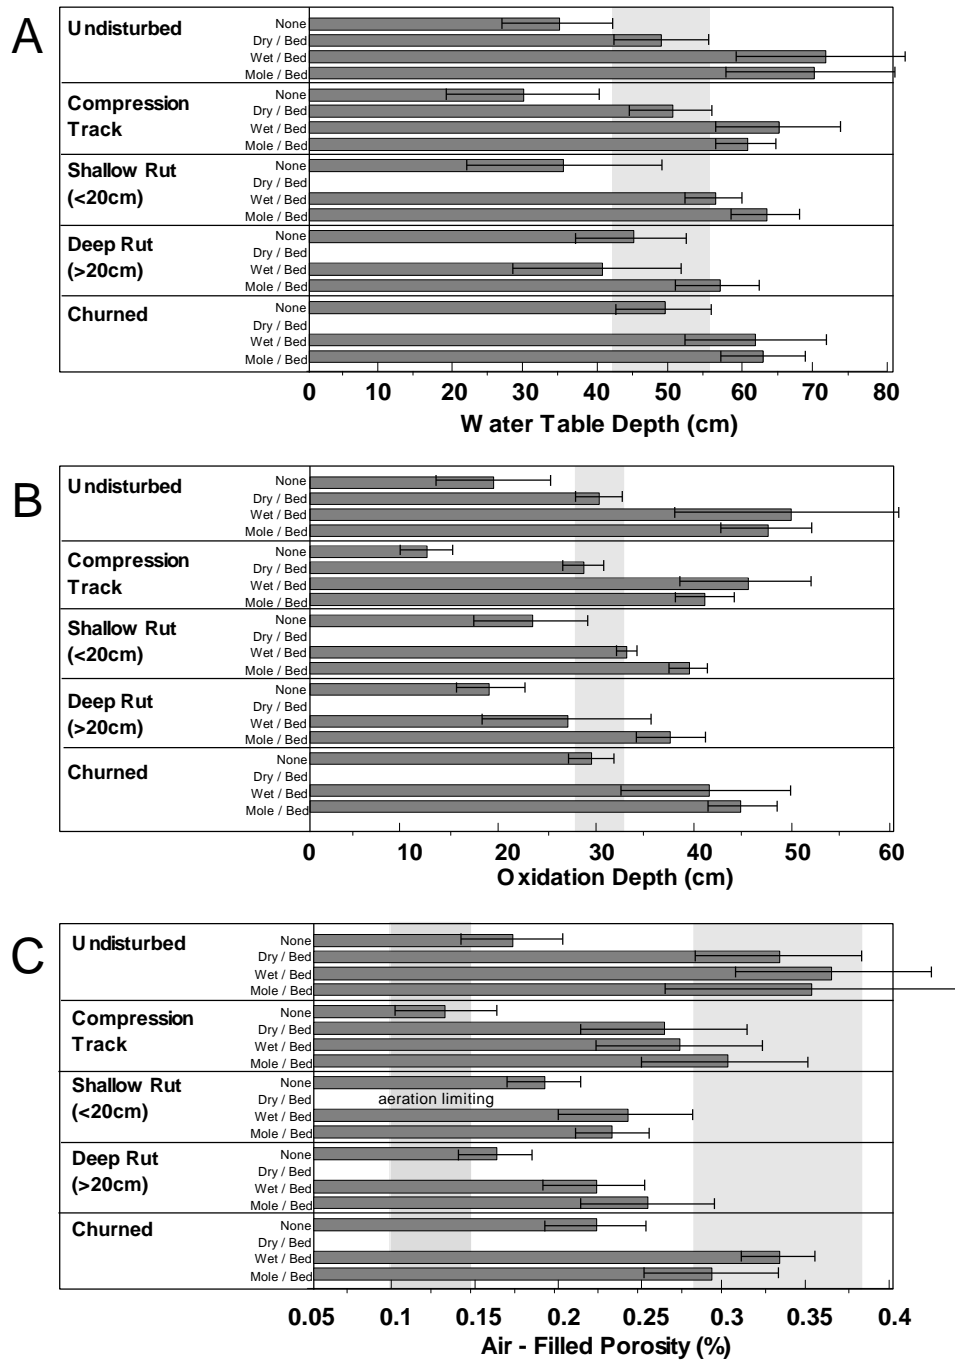 A
Undisturbed
None
Dry / Bed
Wet / Bed
Mole / Bed
Compression
Track
None
Dry / Bed
Wet / Bed
Mole / Bed
Shallow Rut
(<20cm)
None
Dry / Bed
Wet / Bed
Mole / Bed
Deep Rut
(>20cm)
None
Dry / Bed
Wet / Bed
Mole / Bed
Churned
None
Dry / Bed
Wet / Bed
Mole / Bed
0 10 20 30 40 50 60 70 80
Water Table Depth (cm)
B
Undisturbed
None
Dry / Bed
Wet / Bed
Mole / Bed
Compression
Track
None
Dry / Bed
Wet / Bed
Mole / Bed
Shallow Rut
(<20cm)
None
Dry / Bed
Wet / Bed
Mole / Bed
Deep Rut
(>20cm)
None
Dry / Bed
Wet / Bed
Mole / Bed
Churned
None
Dry / Bed
Wet / Bed
Mole / Bed
0 10 20 30 40 50 60
Oxidation Depth (cm)
C
Undisturbed
None
Dry / Bed
Wet / Bed
Mole / Bed
Compression
Track
None
Dry / Bed
Wet / Bed
Mole / Bed
Shallow Rut
(<20cm)
None
Dry / Bed
aeration limiting
Wet / Bed
Mole / Bed
Deep Rut
(>20cm)
None
Dry / Bed
Wet / Bed
Mole / Bed
Churned
None
Dry / Bed
Wet / Bed
Mole / Bed
0.05 0.1 0.15 0.2 0.25 0.3 0.35 0.4
Air - Filled Porosity (%)